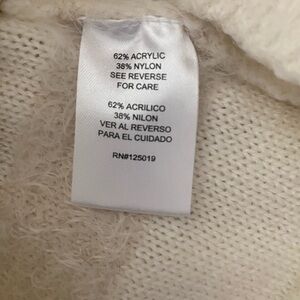 62% ACRYLIC
38% NYLON
SEE REVERSE
FOR CARE
62% ACRILICO
38% NILON
VER AL REVERSO
PARA EL CUIDADO
RN#125019